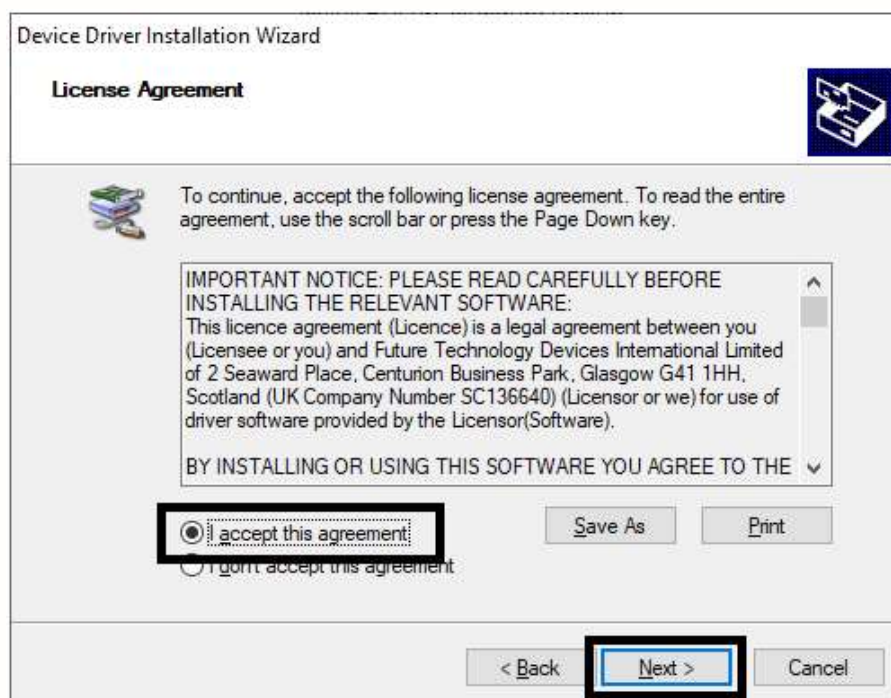 Device Driver Installation Wizard
License Agreement
To continue, accept the following license agreement. To read the entire
agreement, use the scroll bar or press the Page Down key.
IMPORTANT NOTICE: PLEASE READ CAREFULLY BEFORE
INSTALLING THE RELEVANT SOFTWARE:
This licence agreement (Licence) is a legal agreement between you
(Licensee or you) and Future Technology Devices International Limited
of 2 Seaward Place, Centurion Business Park, Glasgow G41 1HH,
Scotland (UK Company Number SC136640) (Licensor or we) for use of
driver software provided by the Licensor(Software).
BY INSTALLING OR USING THIS SOFTWARE YOU AGREE TO THE
I accept this agreement
Save As
Print
I don't accept this agreement
< Back
Next >
Cancel